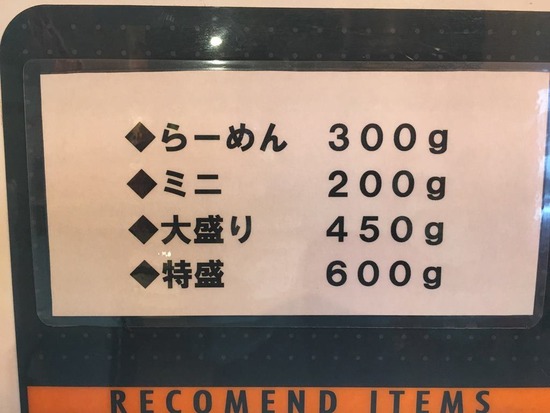 ◆らーめん　３００ｇ
◆ミニ　２００ｇ
◆大盛り　４５０ｇ
◆特盛　６００ｇ
RECOMEND ITEMS